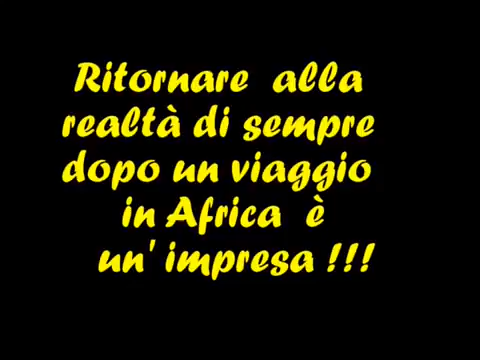 Ritornare alla
realtà di sempre
dopo un viaggio
in Africa è
un' impresa !!!